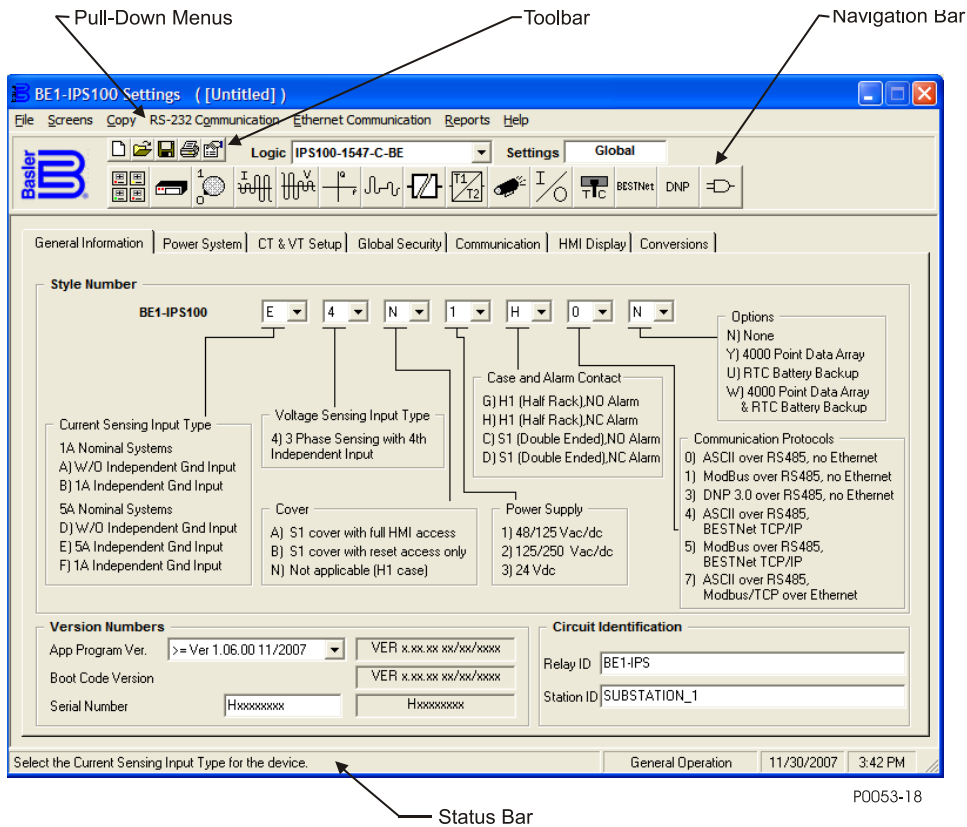 Pull-Down Menus
Toolbar
Navigation Bar
BE1-IPS100 Settings ( [Untitled] )
File Screens Copy RS-232 Communication Ethernet Communication Reports Help
Basler
Logic IPS100-1547-C-BE Settings Global
1 0 I V T1 T2 I/O T C BESTNet DNP
General Information Power System CT & VT Setup Global Security Communication HMI Display Conversions
Style Number
BE1-IPS100 E 4 N 1 H 0 N
Options
N) None
Y) 4000 Point Data Array
U) RTC Battery Backup
W) 4000 Point Data Array
& RTC Battery Backup
Case and Alarm Contact
G) H1 (Half Rack),NO Alarm
H) H1 (Half Rack),NC Alarm
C) S1 (Double Ended),NO Alarm
D) S1 (Double Ended),NC Alarm
Voltage Sensing Input Type
4) 3 Phase Sensing with 4th
Independent Input
Current Sensing Input Type
1A Nominal Systems
A) W/O Independent Gnd Input
B) 1A Independent Gnd Input
5A Nominal Systems
D) W/O Independent Gnd Input
E) 5A Independent Gnd Input
F) 1A Independent Gnd Input
Cover
A) S1 cover with full HMI access
B) S1 cover with reset access only
N) Not applicable (H1 case)
Power Supply
1) 48/125 Vac/dc
2) 125/250 Vac/dc
3) 24 Vdc
Communication Protocols
0) ASCII over RS485, no Ethernet
1) ModBus over RS485, no Ethernet
3) DNP 3.0 over RS485, no Ethernet
4) ASCII over RS485,
BESTNet TCP/IP
5) ModBus over RS485,
BESTNet TCP/IP
7) ASCII over RS485,
Modbus/TCP over Ethernet
Version Numbers
App Program Ver. >= Ver 1.06.00 11/2007 VER x.xx.xx xx/xx/xxxx
Boot Code Version VER x.xx.xx xx/xx/xxxx
Serial Number Hxxxxxxx Hxxxxxxx
Circuit Identification
Relay ID BE1-IPS
Station ID SUBSTATION_1
Select the Current Sensing Input Type for the device. General Operation 11/30/2007 3:42 PM
P0053-18
Status Bar